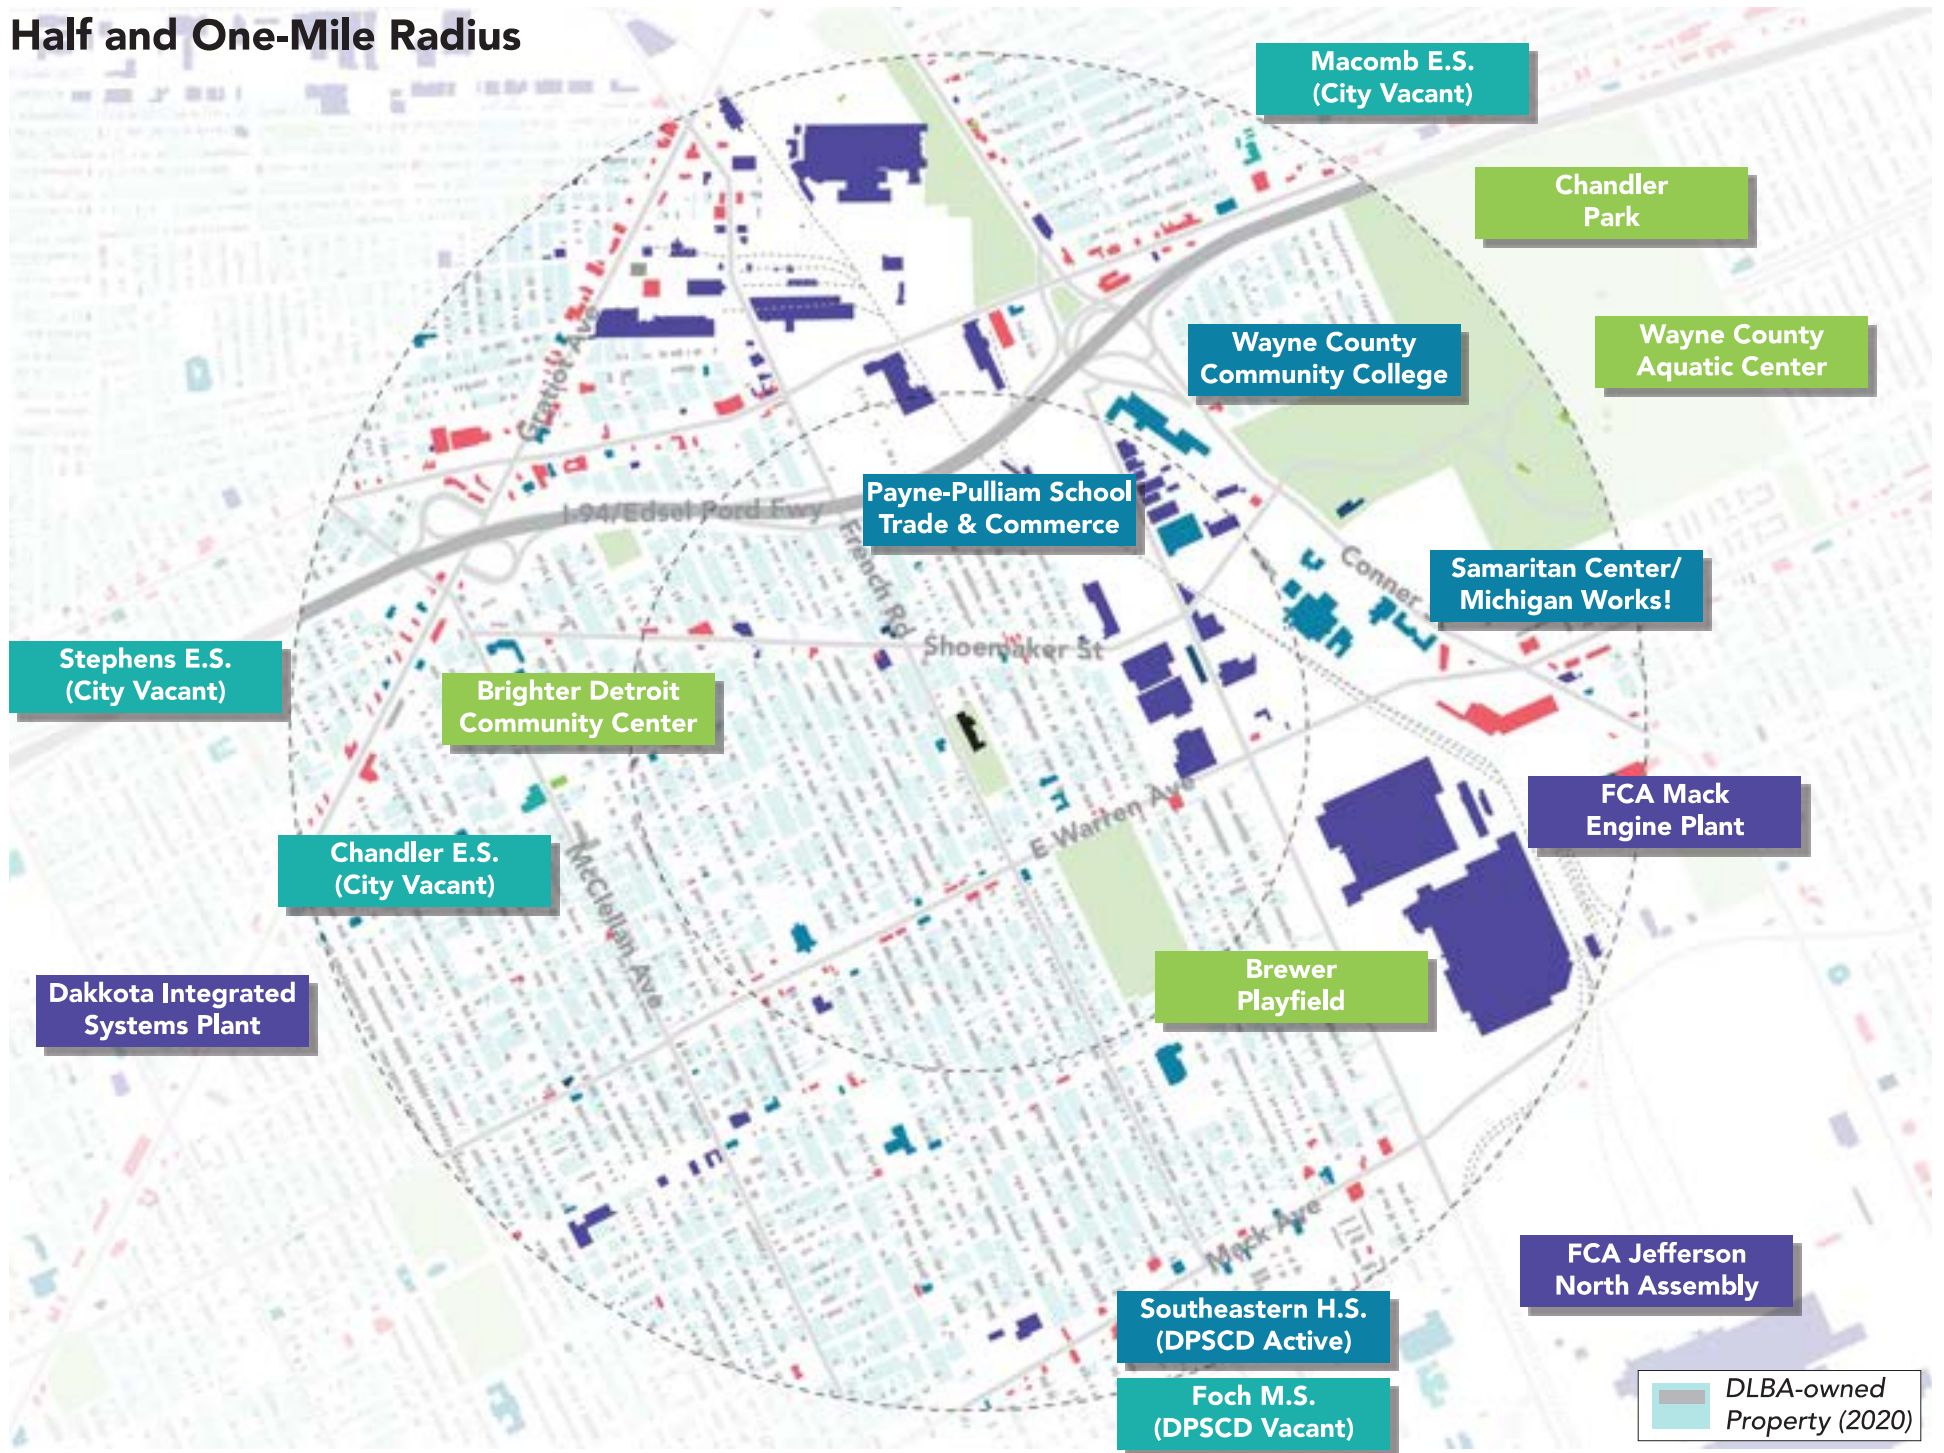 Half and One-Mile Radius
Macomb E.S.
(City Vacant)
Chandler
Park
Wayne County
Community College
Wayne County
Aquatic Center
Gratiot Ave
Payne-Pulliam School
Trade & Commerce
I-94/Edsel Ford Fwy
French Rd
Conner
Samaritan Center/
Michigan Works!
Shoemaker St
Stephens E.S.
(City Vacant)
Brighter Detroit
Community Center
FCA Mack
Engine Plant
E Warren Ave
Chandler E.S.
(City Vacant)
McClellan Ave
Brewer
Playfield
Dakkota Integrated
Systems Plant
Mack Ave
FCA Jefferson
North Assembly
Southeastern H.S.
(DPSCD Active)
Foch M.S.
(DPSCD Vacant)
DLBA-owned
Property (2020)